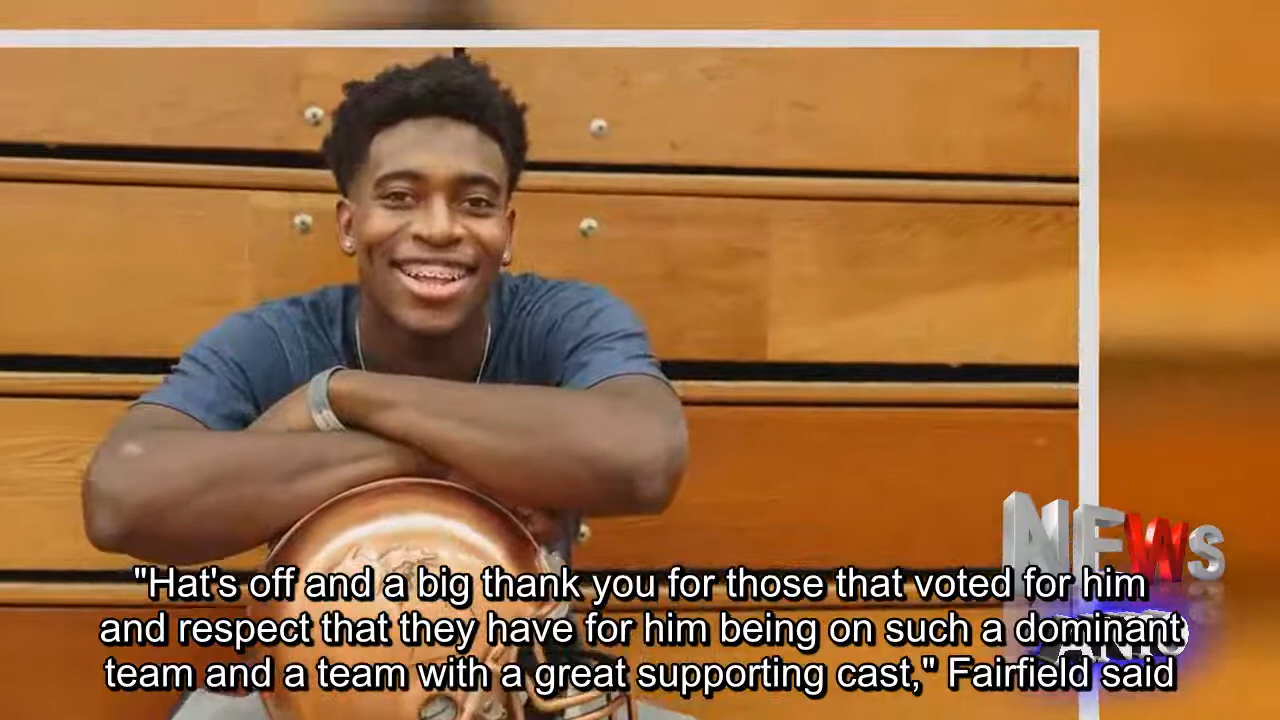 NEWS
"Hat's off and a big thank you for those that voted for him
and respect that they have for him being on such a dominant
team and a team with a great supporting cast," Fairfield said